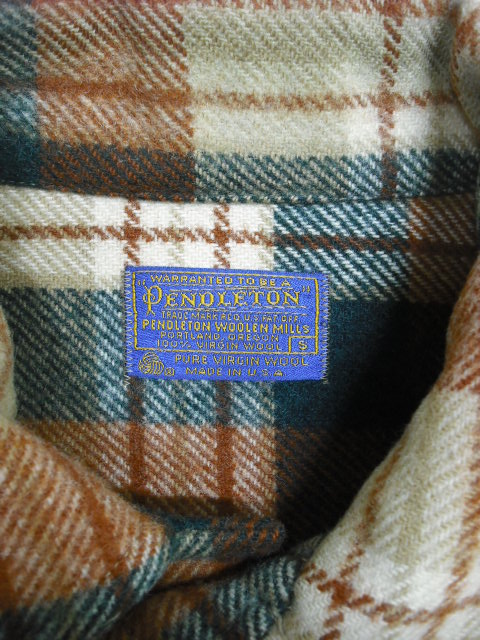 WARRANTED TO BE A
"PENDLETON"
TRADE MARK REG. U.S. PAT. OFF.
PENDLETON WOOLEN MILLS
PORTLAND, OREGON
100% VIRGIN WOOL S
PURE VIRGIN WOOL
MADE IN U.S.A.